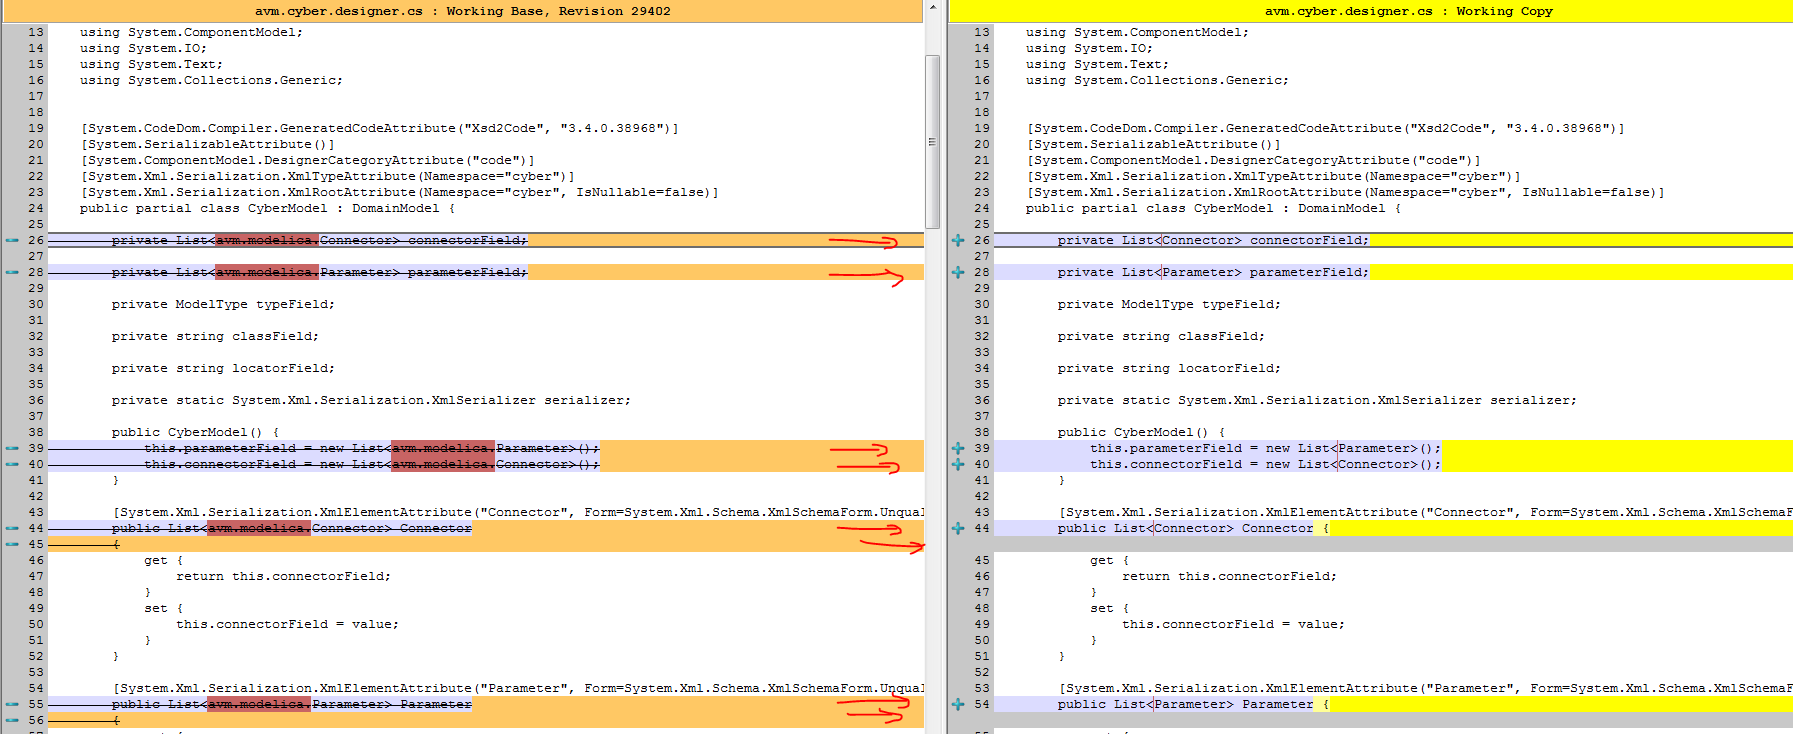 avm.cyber.designer.cs : Working Base, Revision 29402
13 using System.ComponentModel;
14 using System.IO;
15 using System.Text;
16 using System.Collections.Generic;
17
18
19 [System.CodeDom.Compiler.GeneratedCodeAttribute("Xsd2Code", "3.4.0.38968")]
20 [System.SerializableAttribute()]
21 [System.ComponentModel.DesignerCategoryAttribute("code")]
22 [System.Xml.Serialization.XmlTypeAttribute(Namespace="cyber")]
23 [System.Xml.Serialization.XmlRootAttribute(Namespace="cyber", IsNullable=false)]
24 public partial class CyberModel : DomainModel {
25
26 private List<avm.modelica.Connector> connectorField;
27
28 private List<avm.modelica.Parameter> parameterField;
29
30 private ModelType typeField;
31
32 private string classField;
33
34 private string locatorField;
35
36 private static System.Xml.Serialization.XmlSerializer serializer;
37
38 public CyberModel() {
39 this.parameterField = new List<avm.modelica.Parameter>();
40 this.connectorField = new List<avm.modelica.Connector>();
41 }
42
43 [System.Xml.Serialization.XmlElementAttribute("Connector", Form=System.Xml.Schema.XmlSchemaForm.Unqual
44 public List<avm.modelica.Connector> Connector
45 {
46 get {
47 return this.connectorField;
48 }
49 set {
50 this.connectorField = value;
51 }
52 }
53
54 [System.Xml.Serialization.XmlElementAttribute("Parameter", Form=System.Xml.Schema.XmlSchemaForm.Unqual
55 public List<avm.modelica.Parameter> Parameter
56 {
avm.cyber.designer.cs : Working Copy
13 using System.ComponentModel;
14 using System.IO;
15 using System.Text;
16 using System.Collections.Generic;
17
18
19 [System.CodeDom.Compiler.GeneratedCodeAttribute("Xsd2Code", "3.4.0.38968")]
20 [System.SerializableAttribute()]
21 [System.ComponentModel.DesignerCategoryAttribute("code")]
22 [System.Xml.Serialization.XmlTypeAttribute(Namespace="cyber")]
23 [System.Xml.Serialization.XmlRootAttribute(Namespace="cyber", IsNullable=false)]
24 public partial class CyberModel : DomainModel {
25
26 private List<Connector> connectorField;
27
28 private List<Parameter> parameterField;
29
30 private ModelType typeField;
31
32 private string classField;
33
34 private string locatorField;
35
36 private static System.Xml.Serialization.XmlSerializer serializer;
37
38 public CyberModel() {
39 this.parameterField = new List<Parameter>();
40 this.connectorField = new List<Connector>();
41 }
42
43 [System.Xml.Serialization.XmlElementAttribute("Connector", Form=System.Xml.Schema.XmlSchemaF
44 public List<Connector> Connector {
45 get {
46 return this.connectorField;
47 }
48 set {
49 this.connectorField = value;
50 }
51 }
52
53 [System.Xml.Serialization.XmlElementAttribute("Parameter", Form=System.Xml.Schema.XmlSchemaF
54 public List<Parameter> Parameter {